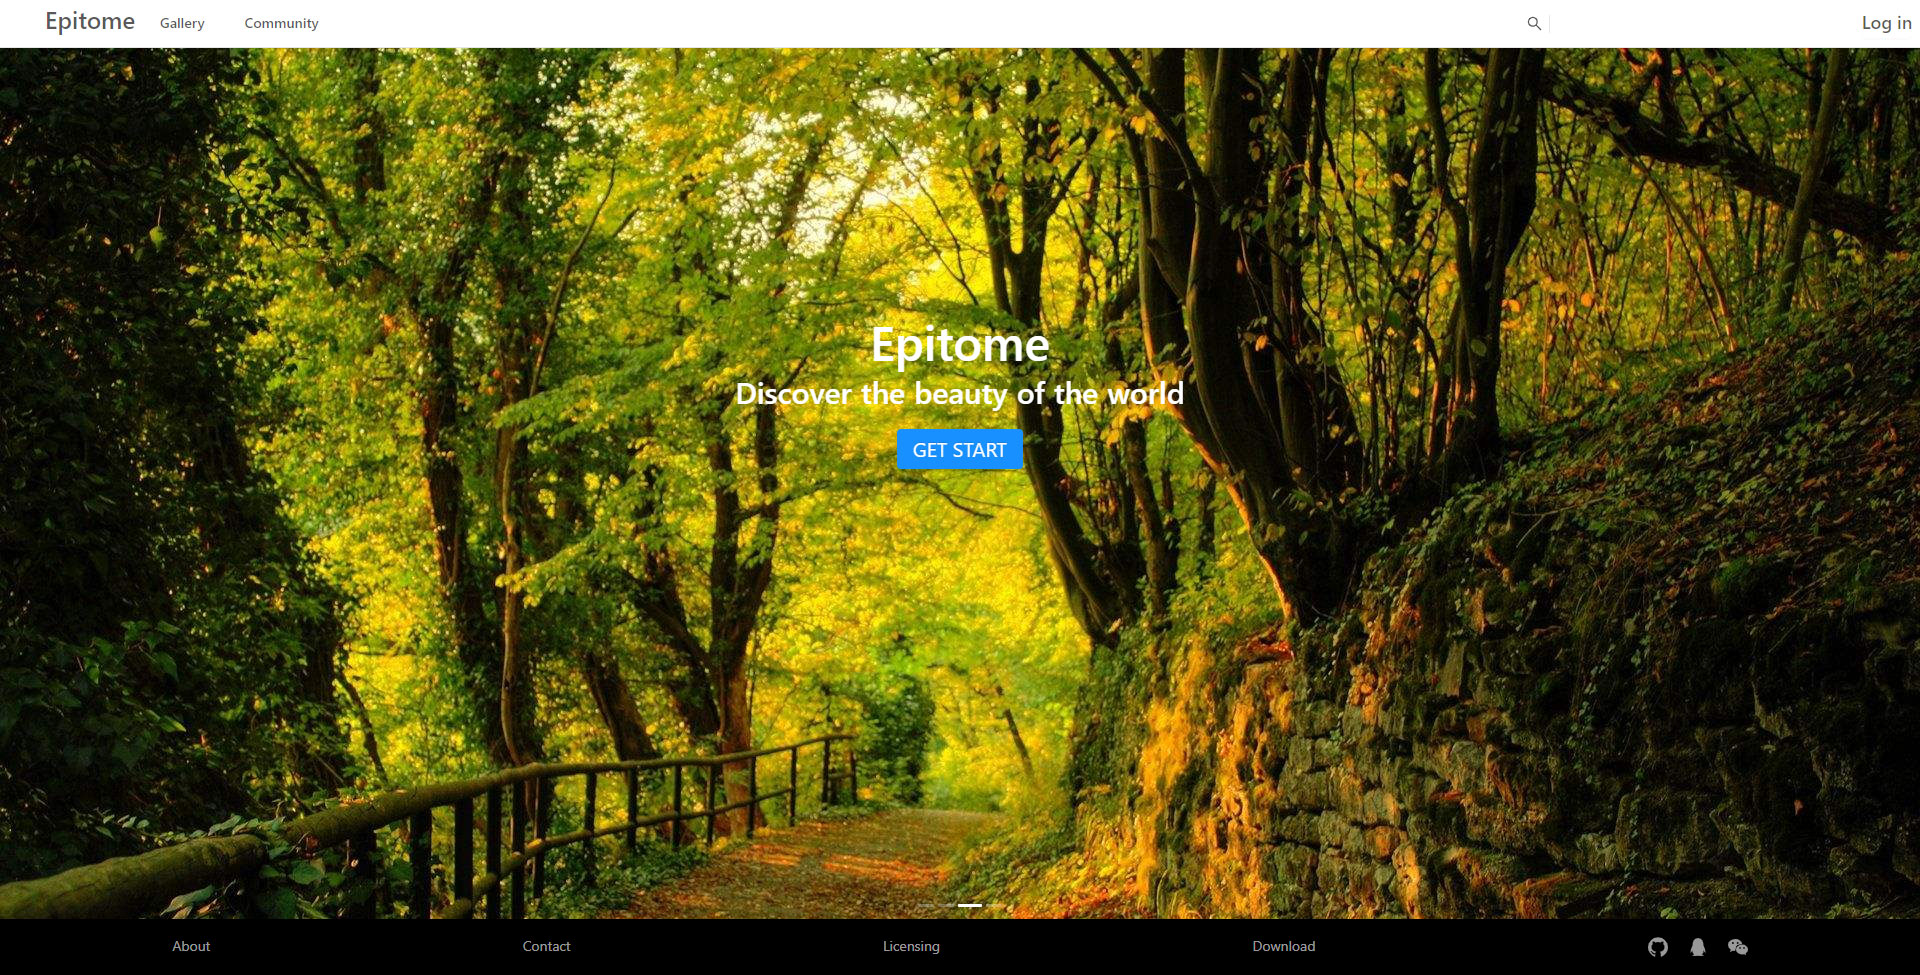 Epitome Gallery Community Log in
Epitome
Discover the beauty of the world
GET START
About Contact Licensing Download